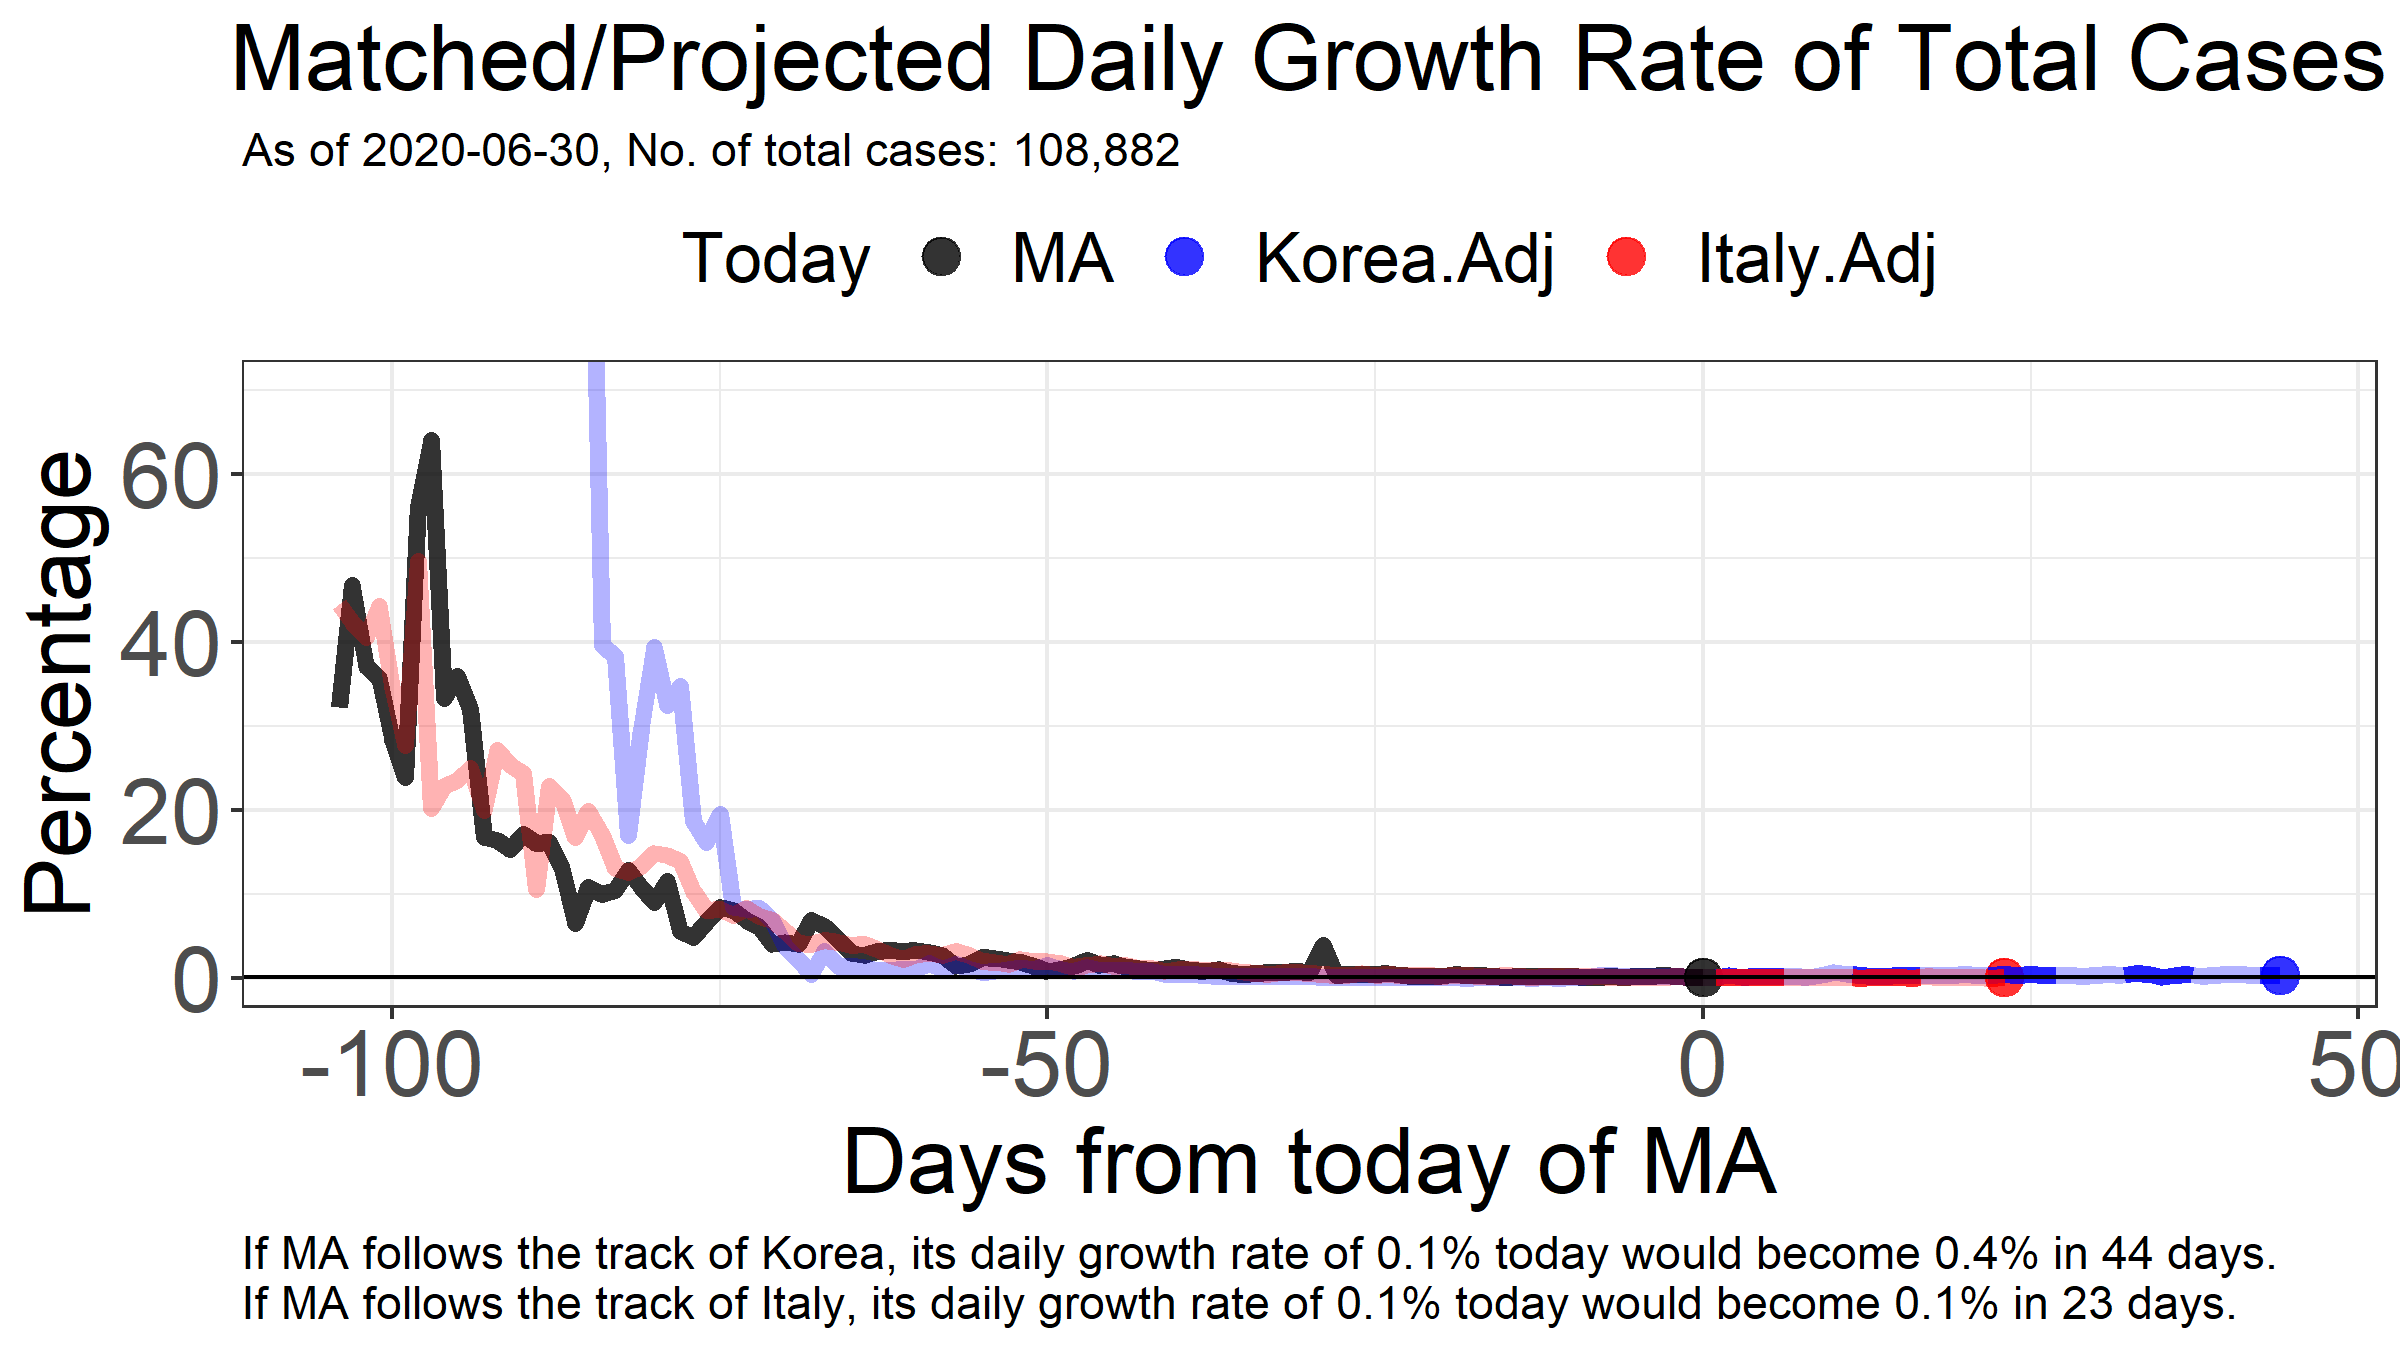 Matched/Projected Daily Growth Rate of Total Cases
As of 2020-06-30, No. of total cases: 108,882
Today MA Korea.Adj Italy.Adj
Percentage
60
40
20
0
-100 -50 0 50
Days from today of MA
If MA follows the track of Korea, its daily growth rate of 0.1% today would become 0.4% in 44 days.
If MA follows the track of Italy, its daily growth rate of 0.1% today would become 0.1% in 23 days.